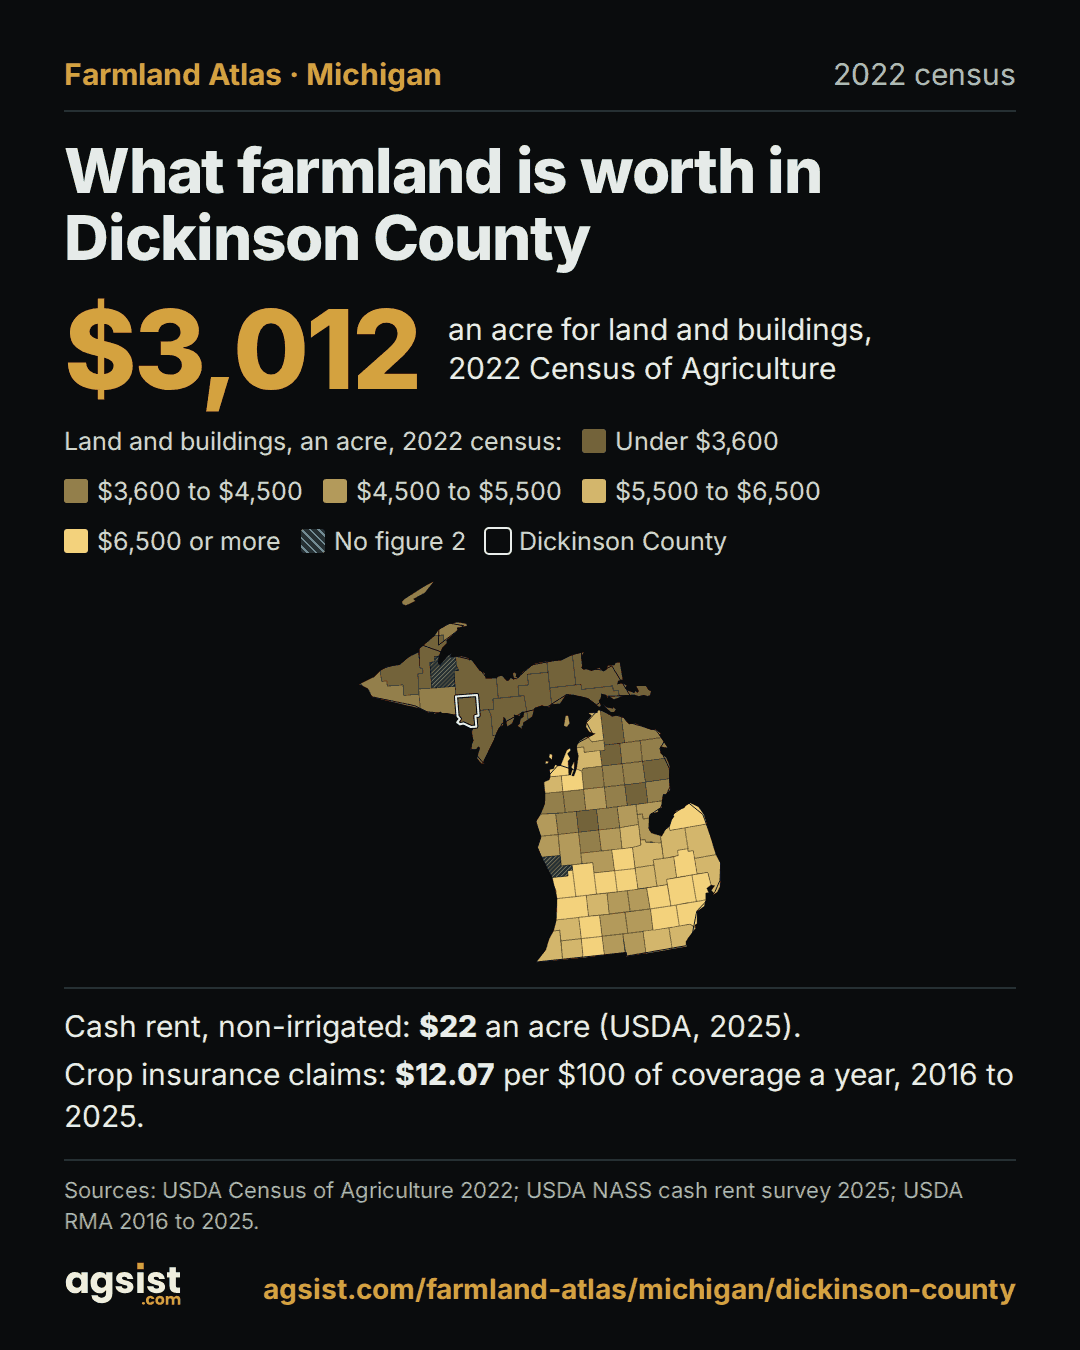 Farmland Atlas · Michigan
2022 census
What farmland is worth in
Dickinson County
$3,012
an acre for land and buildings,
2022 Census of Agriculture
Land and buildings, an acre, 2022 census: Under $3,600
$3,600 to $4,500 $4,500 to $5,500 $5,500 to $6,500
$6,500 or more No figure 2 Dickinson County
Cash rent, non-irrigated: $22 an acre (USDA, 2025).
Crop insurance claims: $12.07 per $100 of coverage a year, 2016 to
2025.
Sources: USDA Census of Agriculture 2022; USDA NASS cash rent survey 2025; USDA
RMA 2016 to 2025.
agsist
.com
agsist.com/farmland-atlas/michigan/dickinson-county